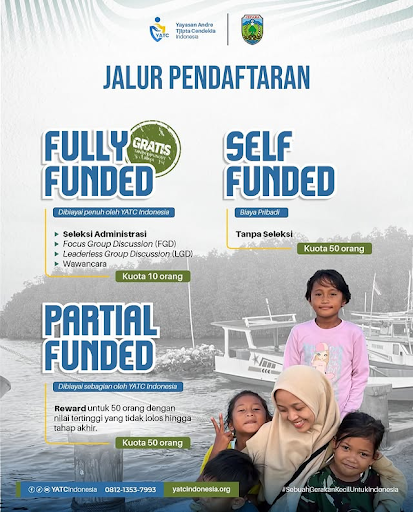 YATC
Yayasan Andre
Tjipta Cendekia
Indonesia
JALUR PENDAFTARAN
FULLY
FUNDED
GRATIS
Dibiayai penuh oleh YATC Indonesia
Seleksi Administrasi
Focus Group Discussion (FGD)
Leaderless Group Discussion (LGD)
Wawancara
Kuota 10 orang
SELF
FUNDED
Biaya Pribadi
Tanpa Seleksi
Kuota 50 orang
PARTIAL
FUNDED
Dibiayai sebagian oleh YATC Indonesia
Reward untuk 50 orang dengan
nilai tertinggi yang tidak lolos hingga
tahap akhir.
Kuota 50 orang
YATCIndonesia 0812-1353-7993 yatcindonesia.org #SebuahGerakanKecilUntukIndonesia